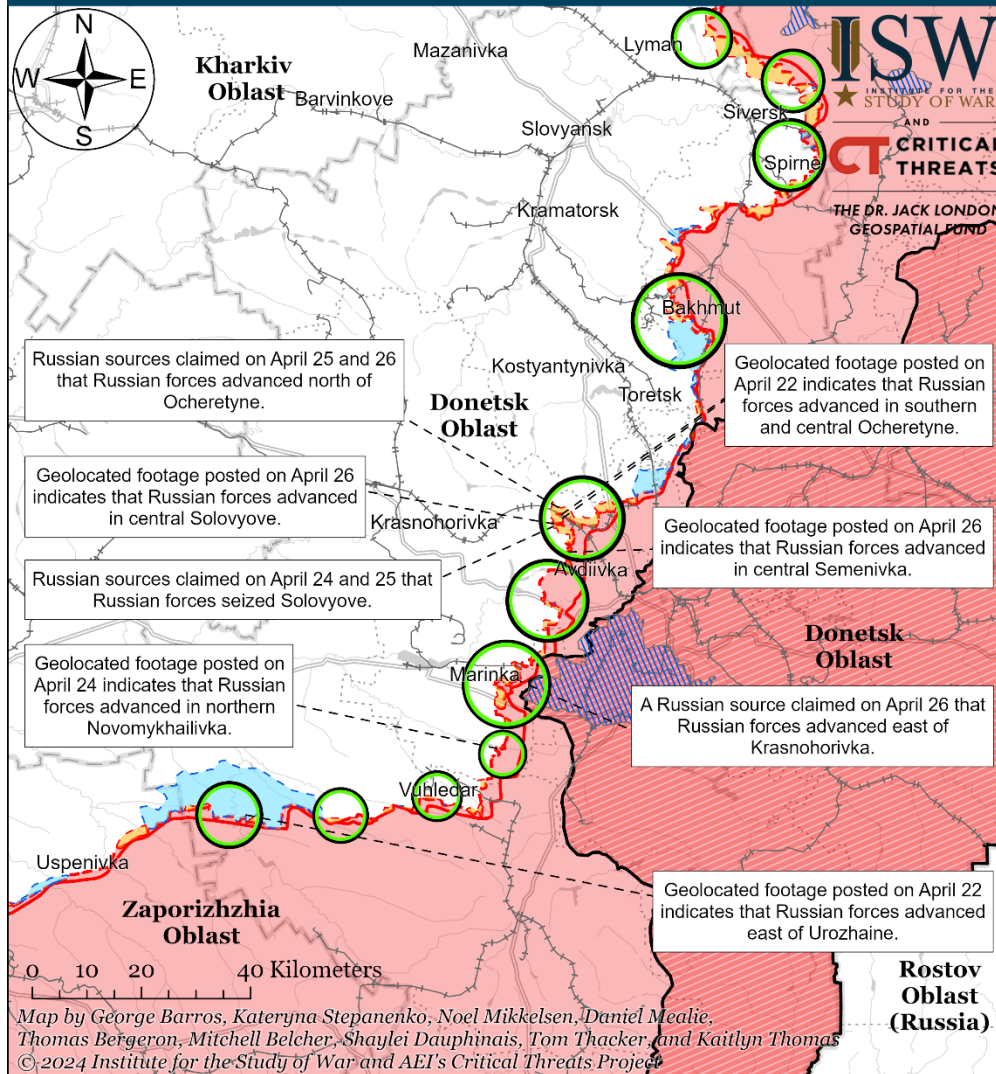 N
W
E
S
Kharkiv
Oblast
Mazanivka
Lyman
ISW
INSTITUTE FOR THE
STUDY OF WAR
AND
CT CRITICAL
THREATS
THE DR. JACK LONDON
GEOSPATIAL FUND
Barvinkove
Slovyansk
Siversk
Spirne
Kramatorsk
Bakhmut
Russian sources claimed on April 25 and 26
that Russian forces advanced north of
Ocheretyne.
Kostyantynivka
Toretsk
Donetsk
Oblast
Geolocated footage posted on
April 22 indicates that Russian
forces advanced in southern
and central Ocheretyne.
Geolocated footage posted on April 26
indicates that Russian forces advanced
in central Solovyove.
Krasnohorivka
Avdiivka
Geolocated footage posted on April 26
indicates that Russian forces advanced
in central Semenivka.
Russian sources claimed on April 24 and 25 that
Russian forces seized Solovyove.
Donetsk
Oblast
Geolocated footage posted on
April 24 indicates that Russian
forces advanced in northern
Novomykhailivka.
Marinka
A Russian source claimed on April 26 that
Russian forces advanced east of
Krasnohorivka.
Vuhledar
Uspenivka
Zaporizhzhia
Oblast
Geolocated footage posted on April 22
indicates that Russian forces advanced
east of Urozhaine.
Rostov
Oblast
(Russia)
0 10 20 40 Kilometers
Map by George Barros, Kateryna Stepanenko, Noel Mikkelsen, Daniel Mealie,
Thomas Bergeron, Mitchell Belcher, Shaylei Dauphinais, Tom Thacker, and Kaitlyn Thomas
© 2024 Institute for the Study of War and AEI's Critical Threats Project